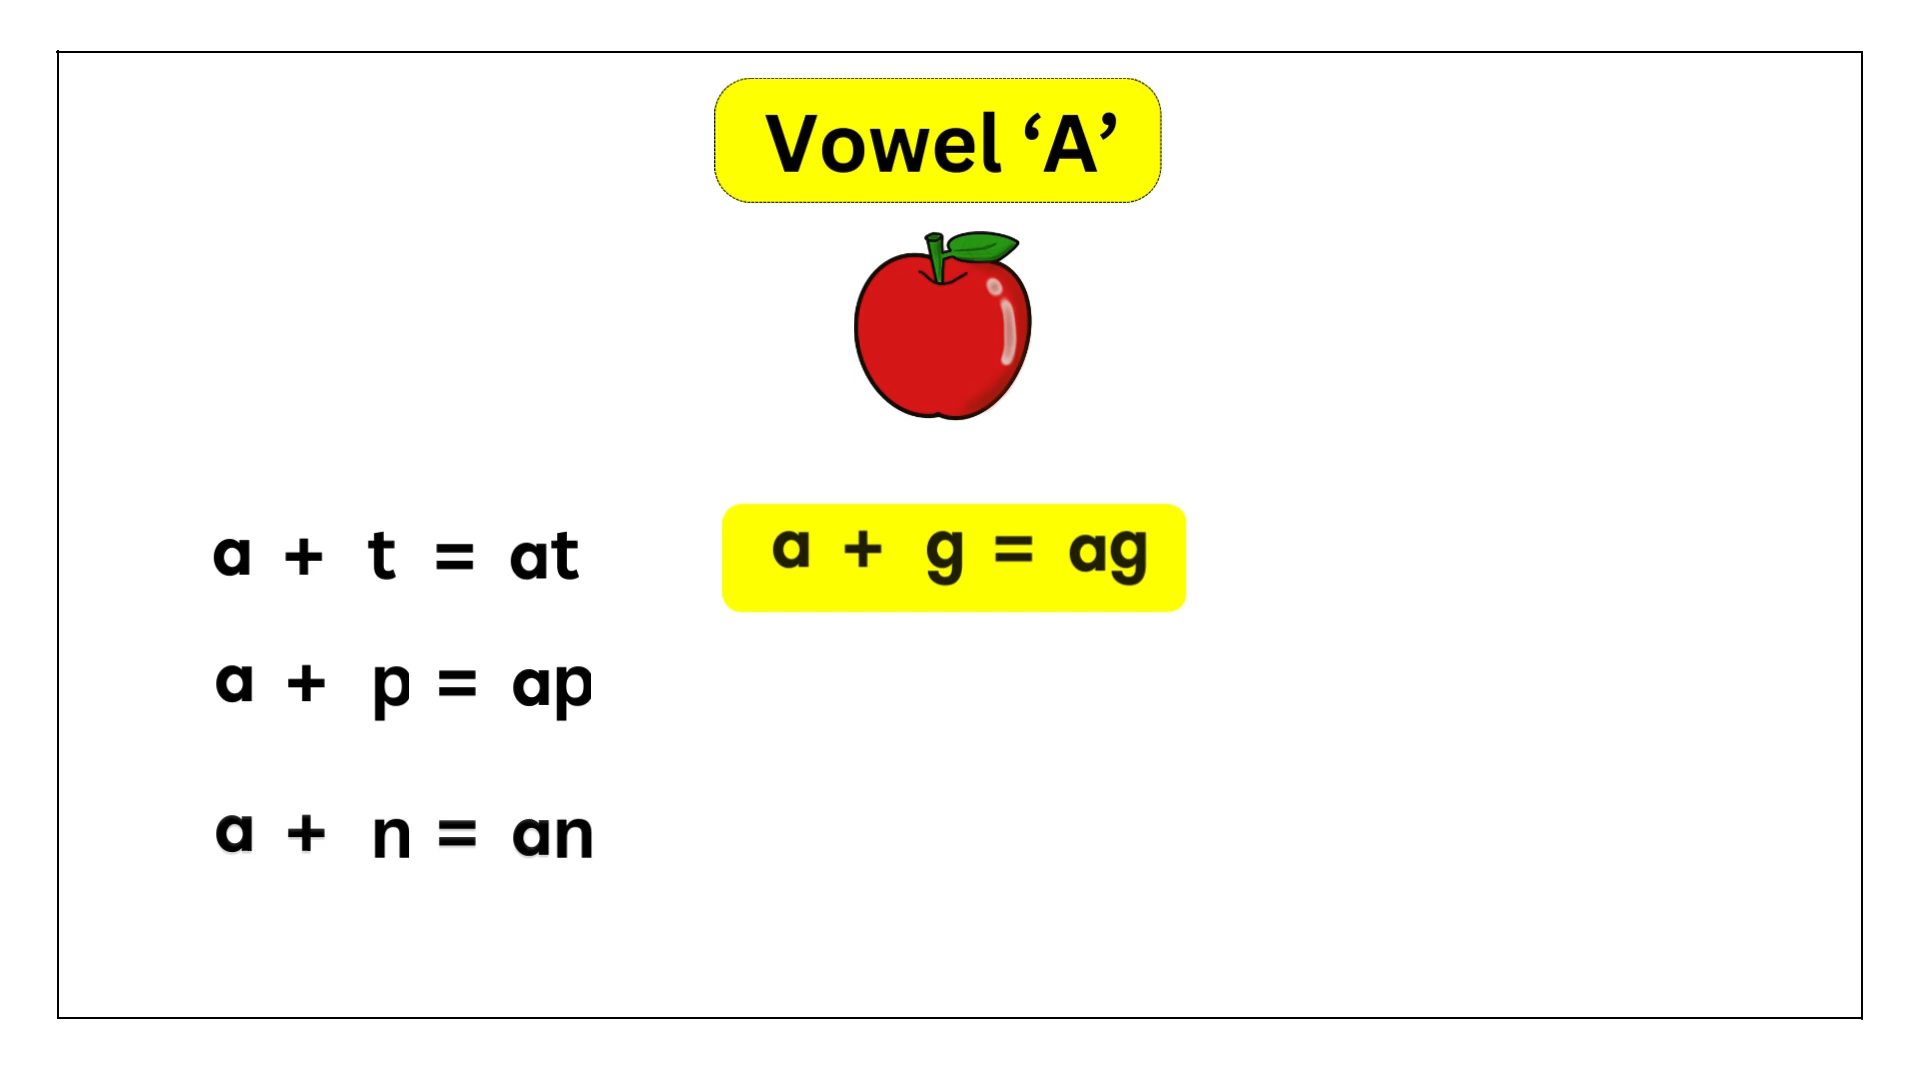 Vowel ‘A’
a + t = at
a + p = ap
a + n = an
a + g = ag